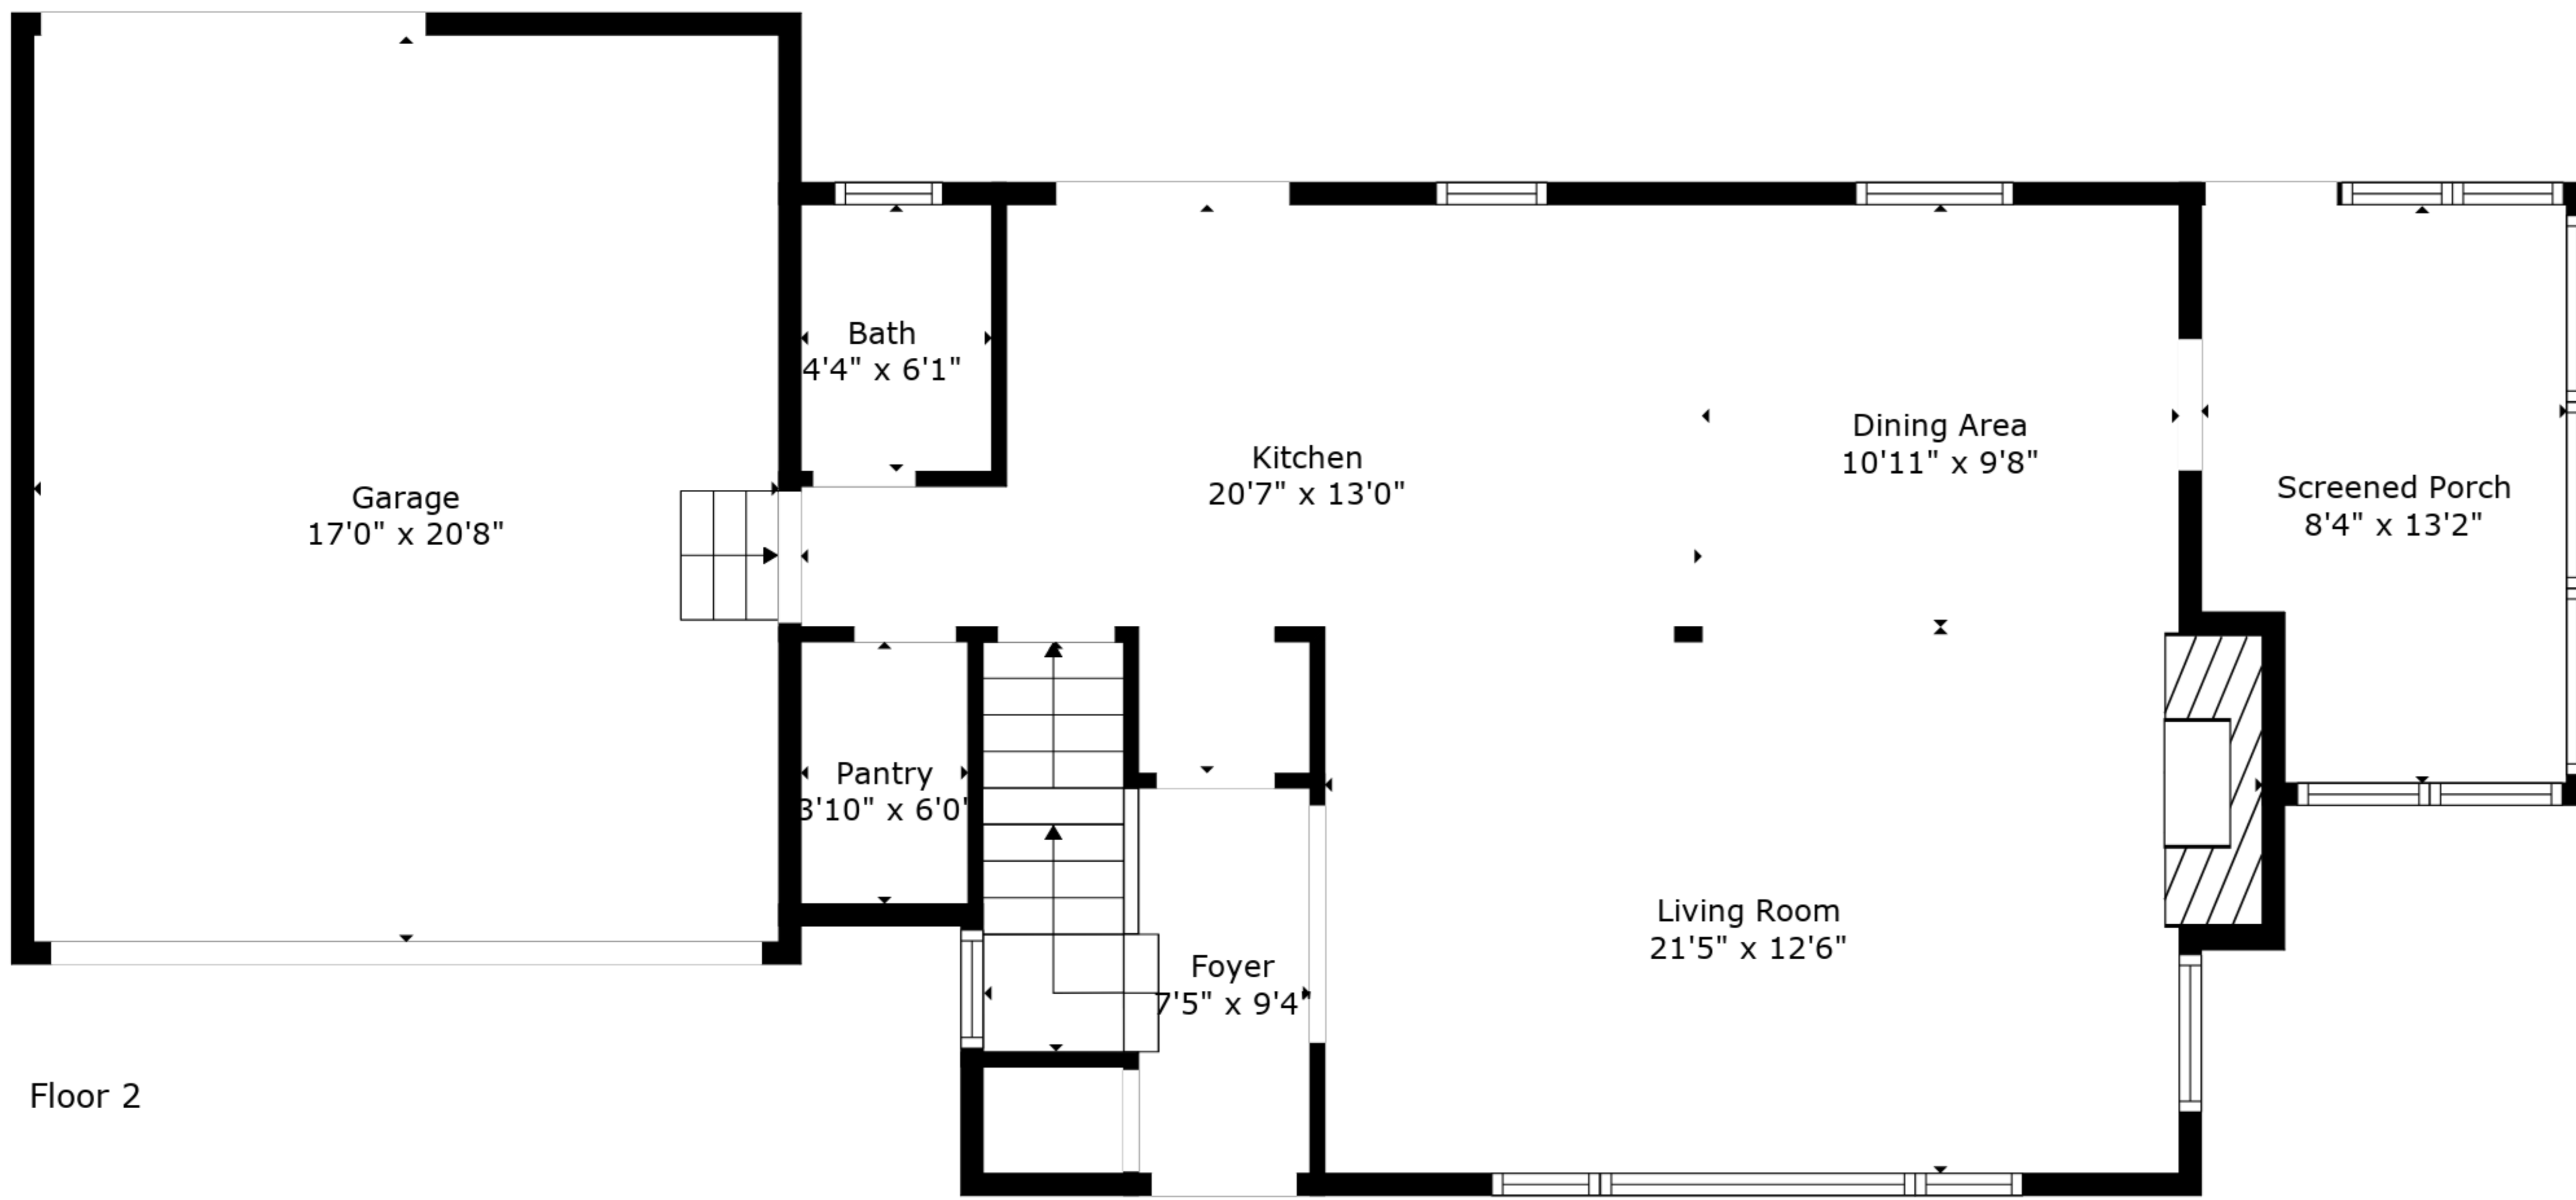 Bath
4'4" x 6'1"
Dining Area
10'11" x 9'8"
Kitchen
20'7" x 13'0"
Garage
17'0" x 20'8"
Screened Porch
8'4" x 13'2"
Pantry
3'10" x 6'0"
Living Room
21'5" x 12'6"
Foyer
7'5" x 9'4"
Floor 2